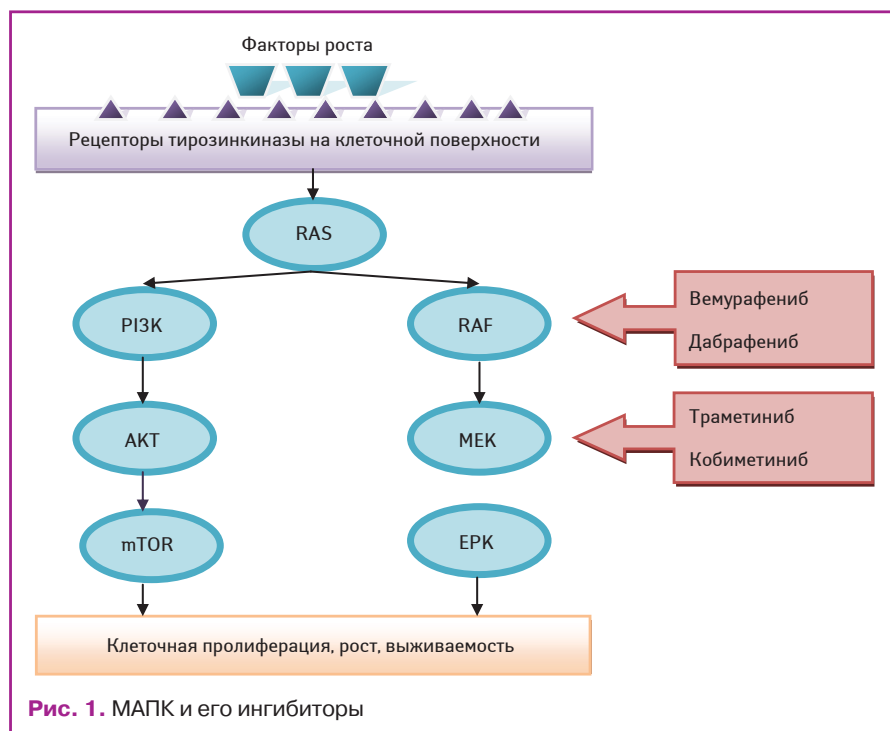 Факторы роста
Рецепторы тирозинкиназы на клеточной поверхности
RAS
PI3K
RAF
Вемурафениб
Дабрафениб
AKT
MEK
Траметиниб
Кобиметиниб
mTOR
EPK
Клеточная пролиферация, рост, выживаемость
Рис. 1. МАПК и его ингибиторы